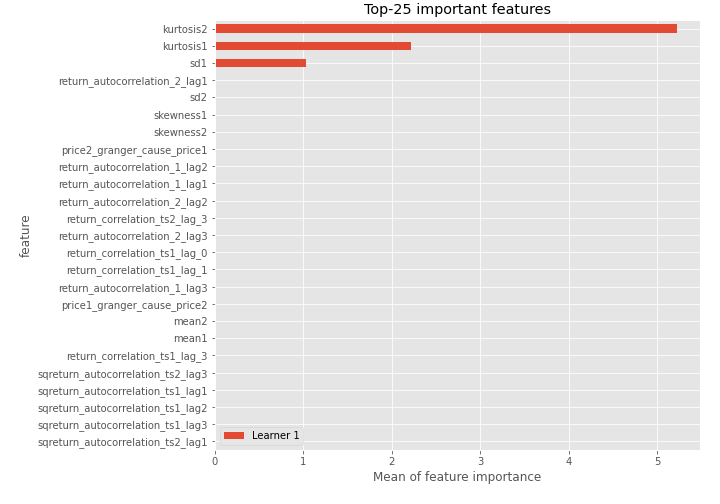 Top-25 important features
kurtosis2
kurtosis1
sd1
return_autocorrelation_2_lag1
sd2
skewness1
skewness2
price2_granger_cause_price1
return_autocorrelation_1_lag2
return_autocorrelation_1_lag1
return_autocorrelation_2_lag2
return_correlation_ts2_lag_3
return_autocorrelation_2_lag3
return_correlation_ts1_lag_0
return_correlation_ts1_lag_1
return_autocorrelation_1_lag3
price1_granger_cause_price2
mean2
mean1
return_correlation_ts1_lag_3
sqreturn_autocorrelation_ts2_lag3
sqreturn_autocorrelation_ts1_lag1
sqreturn_autocorrelation_ts1_lag2
sqreturn_autocorrelation_ts1_lag3
sqreturn_autocorrelation_ts2_lag1
feature
Learner 1
0 1 2 3 4 5
Mean of feature importance